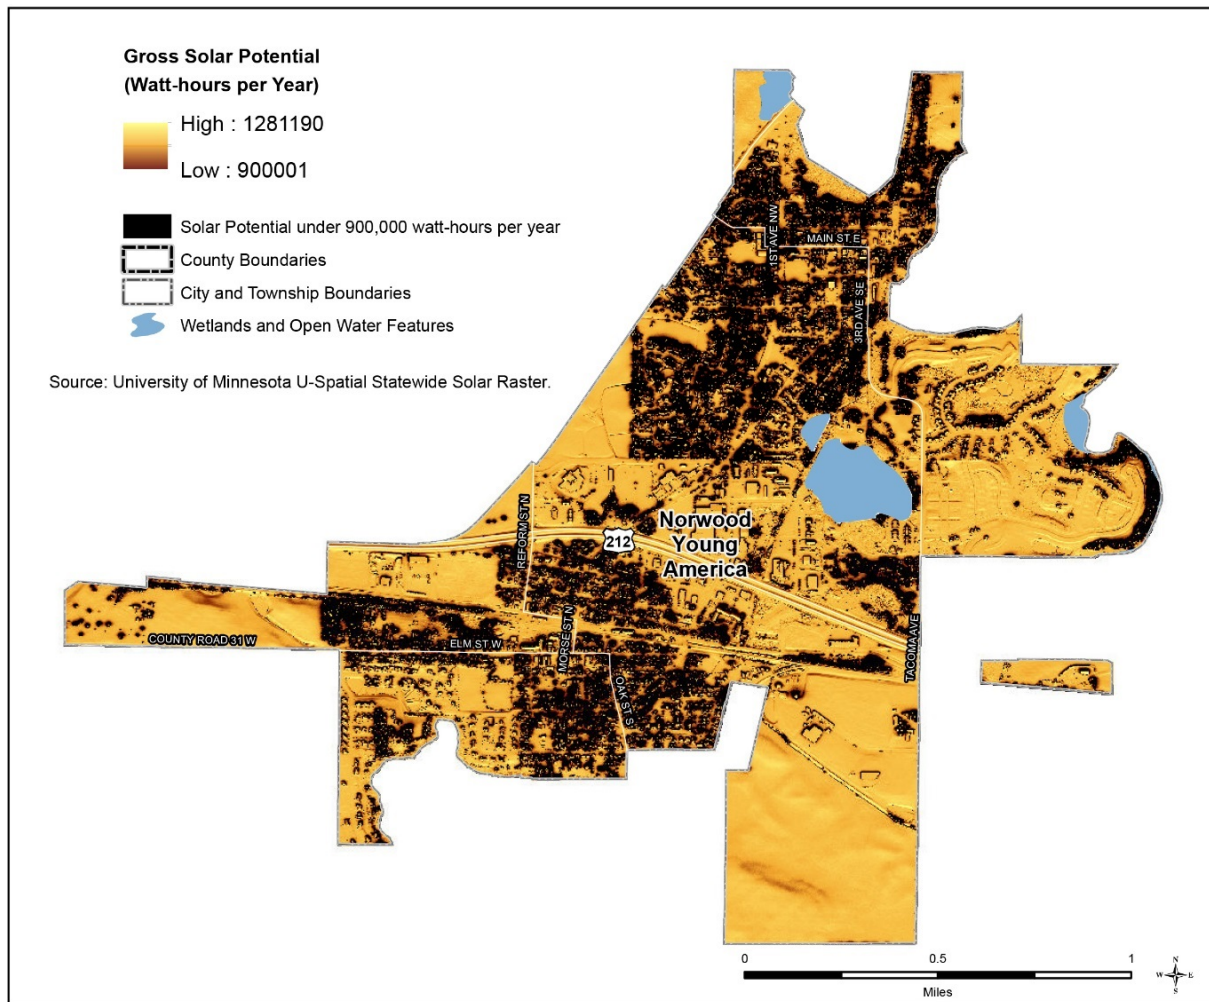 Gross Solar Potential
(Watt-hours per Year)
High : 1281190
Low : 900001
Solar Potential under 900,000 watt-hours per year
County Boundaries
City and Township Boundaries
Wetlands and Open Water Features
Source: University of Minnesota U-Spatial Statewide Solar Raster.
1ST AVE NW
MAIN ST E
3RD AVE SE
REFORM ST N
212
Norwood
Young
America
COUNTY ROAD 31 W
ELM ST W
MORSE ST N
OAK ST S
TACOMA AVE
0
0.5
1
Miles
N
W
E
S